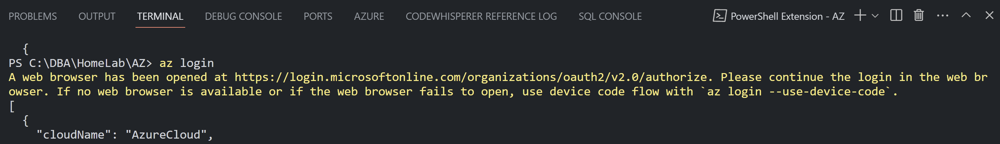 PROBLEMS OUTPUT TERMINAL DEBUG CONSOLE PORTS AZURE CODEWHISPERER REFERENCE LOG SQL CONSOLE PowerShell Extension - AZ
{
PS C:\DBA\HomeLab\AZ> az login
A web browser has been opened at https://login.microsoftonline.com/organizations/oauth2/v2.0/authorize. Please continue the login in the web br
owser. If no web browser is available or if the web browser fails to open, use device code flow with `az login --use-device-code`.
[
{
"cloudName": "AzureCloud",